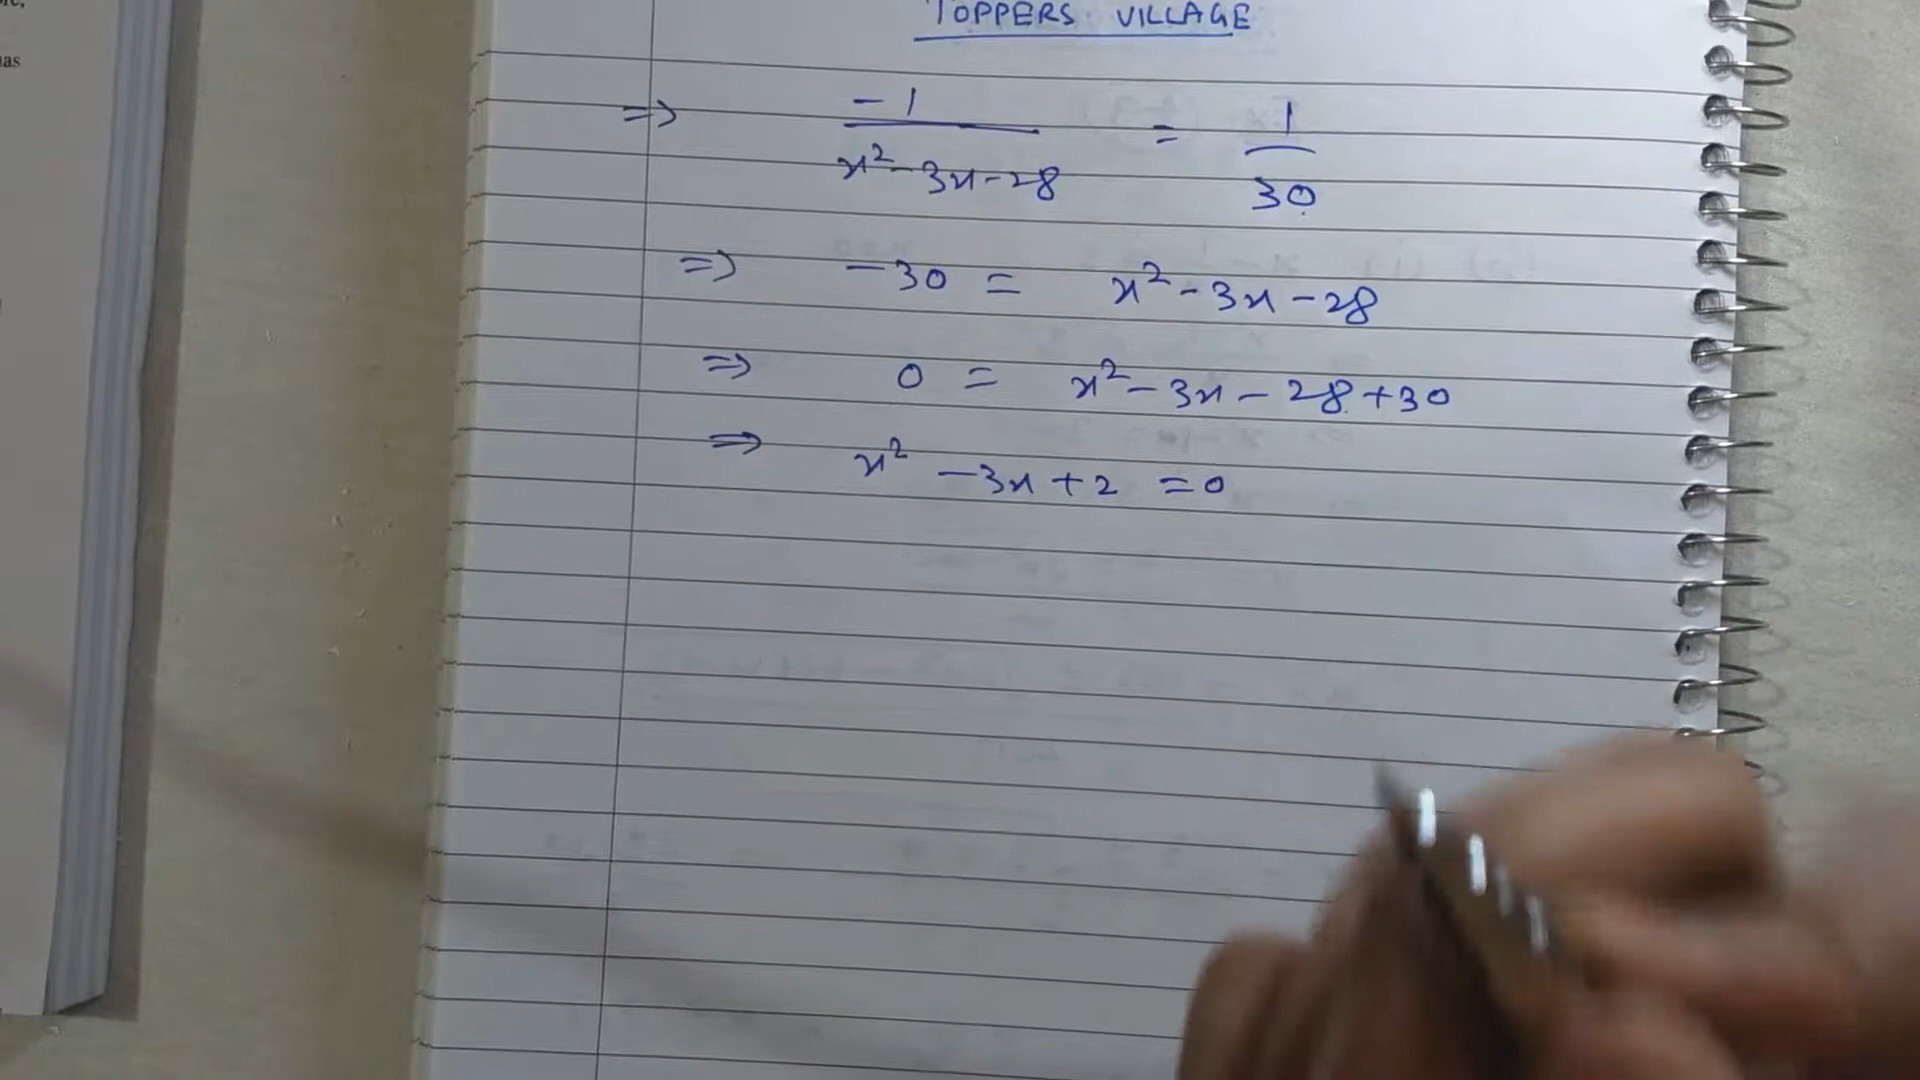 as
TOPPERS VILLAGE
=> -1/(x² - 3x - 28) = 1/30
=> -30 = x² - 3x - 28
=> 0 = x² - 3x - 28 + 30
=> x² - 3x + 2 = 0